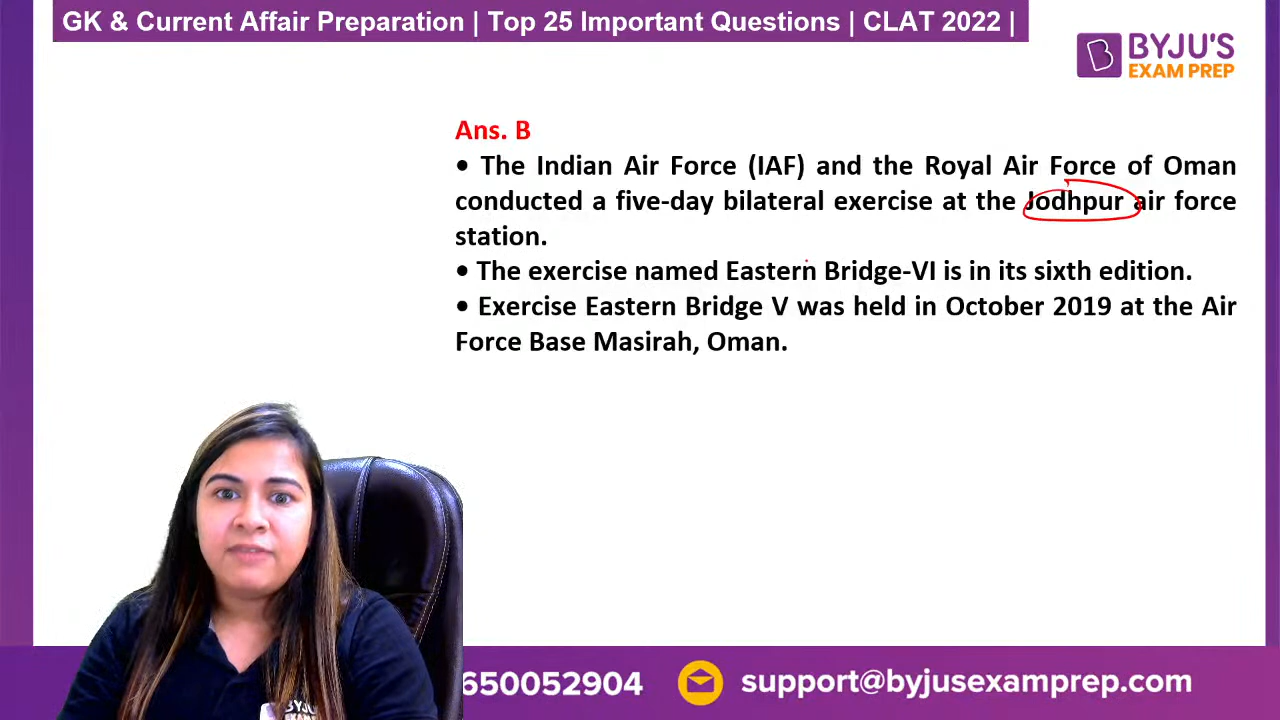 GK & Current Affair Preparation | Top 25 Important Questions | CLAT 2022 |
BYJU'S
EXAM PREP
Ans. B
• The Indian Air Force (IAF) and the Royal Air Force of Oman
conducted a five-day bilateral exercise at the Jodhpur air force
station.
• The exercise named Eastern Bridge-VI is in its sixth edition.
• Exercise Eastern Bridge V was held in October 2019 at the Air
Force Base Masirah, Oman.
650052904
support@byjusexamprep.com
BYJU'S
EXAM